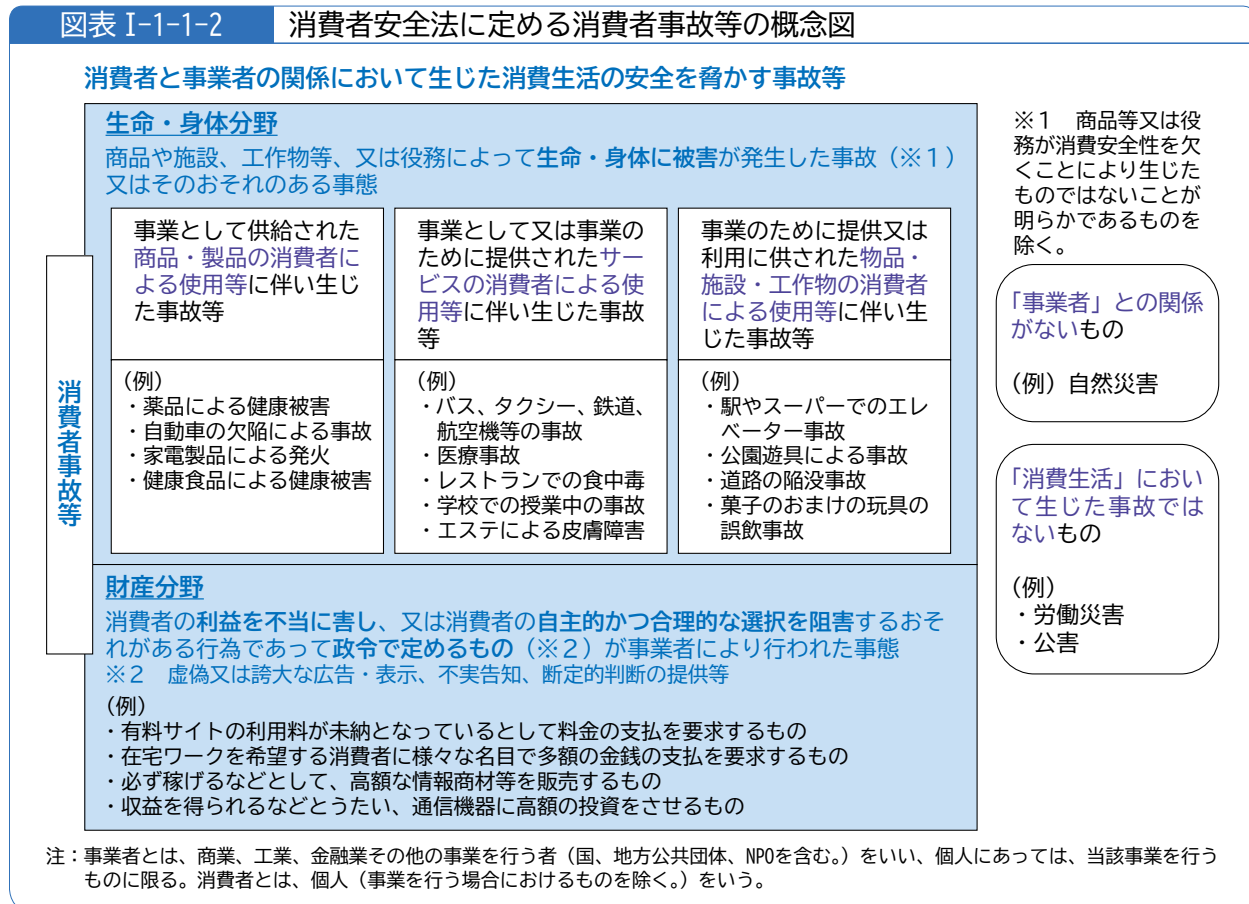 図表 I-1-1-2
消費者安全法に定める消費者事故等の概念図
消費者と事業者の関係において生じた消費生活の安全を脅かす事故等
消費者事故等
生命・身体分野
商品や施設、工作物等、又は役務によって生命・身体に被害が発生した事故（※１）
又はそのおそれのある事態
事業として供給された
商品・製品の消費者に
よる使用等に伴い生じ
た事故等
（例）
・薬品による健康被害
・自動車の欠陥による事故
・家電製品による発火
・健康食品による健康被害
事業として又は事業の
ために提供されたサー
ビスの消費者による使
用等に伴い生じた事故
等
（例）
・バス、タクシー、鉄道、
航空機等の事故
・医療事故
・レストランでの食中毒
・学校での授業中の事故
・エステによる皮膚障害
事業のために提供又は
利用に供された物品・
施設・工作物の消費者
による使用等に伴い生
じた事故等
（例）
・駅やスーパーでのエレ
ベーター事故
・公園遊具による事故
・道路の陥没事故
・菓子のおまけの玩具の
誤飲事故
財産分野
消費者の利益を不当に害し、又は消費者の自主的かつ合理的な選択を阻害するおそ
れがある行為であって政令で定めるもの（※２）が事業者により行われた事態
※２　虚偽又は誇大な広告・表示、不実告知、断定的判断の提供等
（例）
・有料サイトの利用料が未納となっているとして料金の支払を要求するもの
・在宅ワークを希望する消費者に様々な名目で多額の金銭の支払を要求するもの
・必ず稼げるなどとして、高額な情報商材等を販売するもの
・収益を得られるなどとうたい、通信機器に高額の投資をさせるもの
※１　商品等又は役
務が消費安全性を欠
くことにより生じた
ものではないことが
明らかであるものを
除く。
「事業者」との関係
がないもの
（例）自然災害
「消費生活」におい
て生じた事故では
ないもの
（例）
・労働災害
・公害
注：事業者とは、商業、工業、金融業その他の事業を行う者（国、地方公共団体、NPOを含む。）をいい、個人にあっては、当該事業を行う
ものに限る。消費者とは、個人（事業を行う場合におけるものを除く。）をいう。